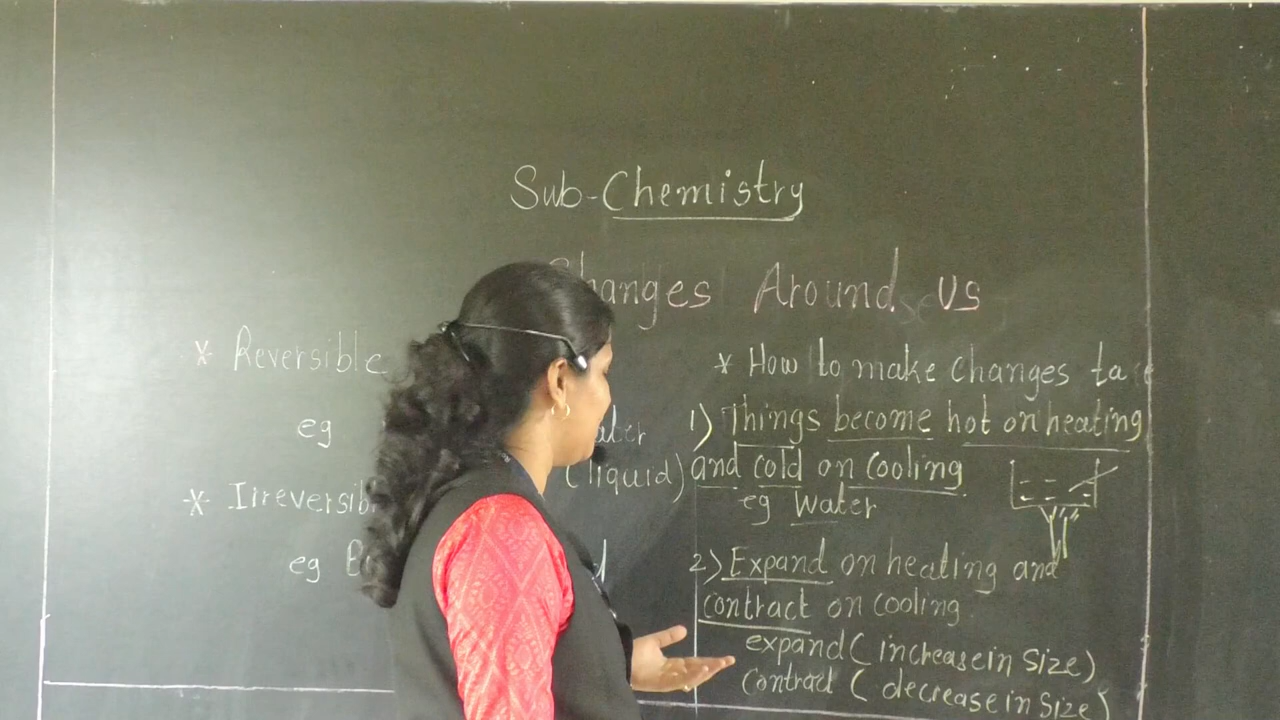 Sub-Chemistry
hanges Around us
* Reversible
eg
(liquid)
* Irreversib
eg
* How to make changes ta
1) Things become hot on heating
and cold on cooling
eg Water
2) Expand on heating and
contract on cooling
expand (increase in size)
contract (decrease in size)